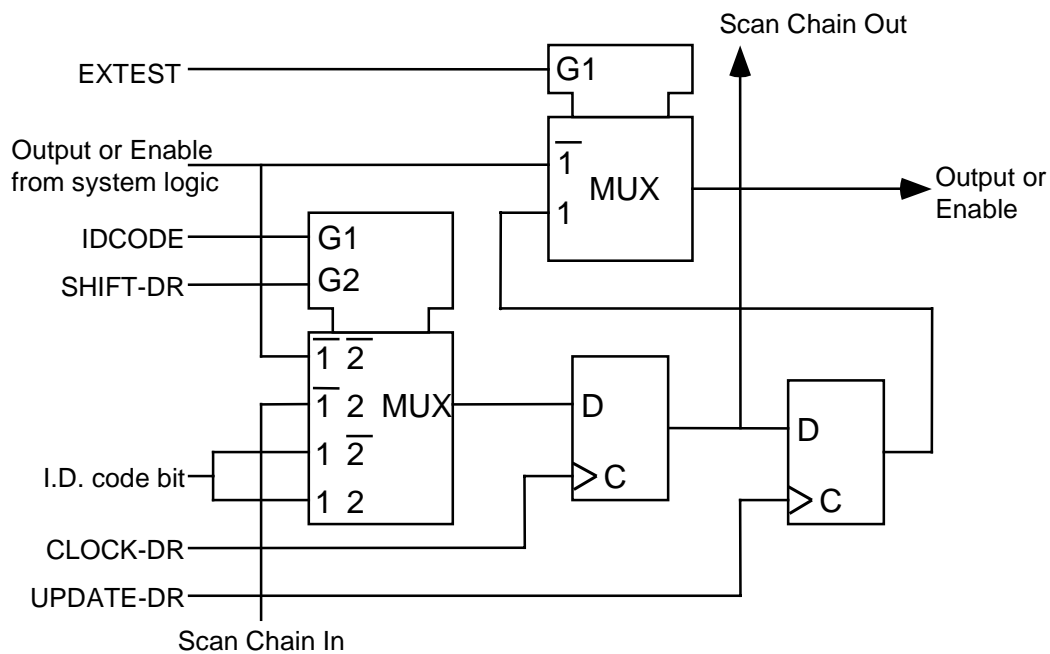 Scan Chain Out
EXTEST
G1
Output or Enable
from system logic
1̅
MUX
1
Output or
Enable
IDCODE
G1
SHIFT-DR
G2
1̅ 2̅
1̅ 2 MUX
1 2̅
1 2
I.D. code bit
D
C
D
C
CLOCK-DR
UPDATE-DR
Scan Chain In